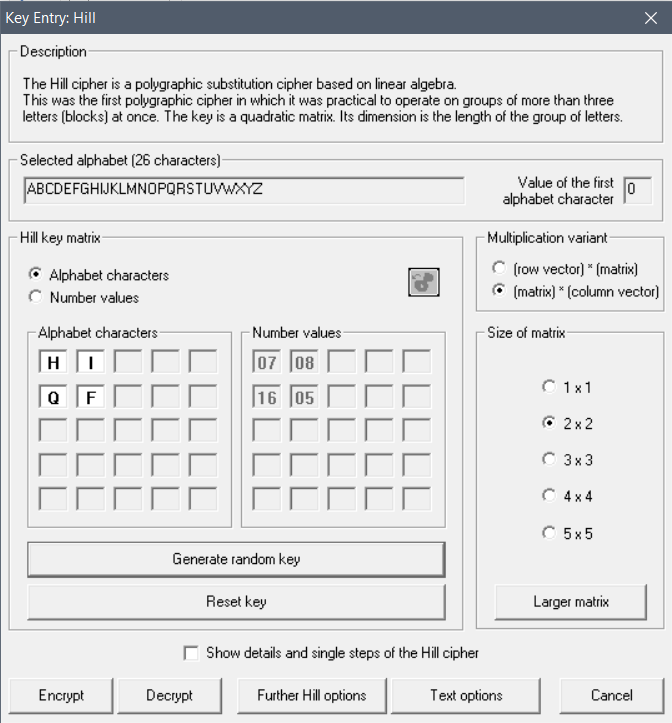 Key Entry: Hill
Description
The Hill cipher is a polygraphic substitution cipher based on linear algebra.
This was the first polygraphic cipher in which it was practical to operate on groups of more than three
letters (blocks) at once. The key is a quadratic matrix. Its dimension is the length of the group of letters.
Selected alphabet (26 characters)
ABCDEFGHIJKLMNOPQRSTUVWXYZ
Value of the first
alphabet character
0
Hill key matrix
Alphabet characters
Number values
Alphabet characters
H I
Q F
Number values
07 08
16 05
Generate random key
Reset key
Multiplication variant
(row vector) * (matrix)
(matrix) * (column vector)
Size of matrix
1 x 1
2 x 2
3 x 3
4 x 4
5 x 5
Larger matrix
Show details and single steps of the Hill cipher
Encrypt Decrypt Further Hill options Text options Cancel